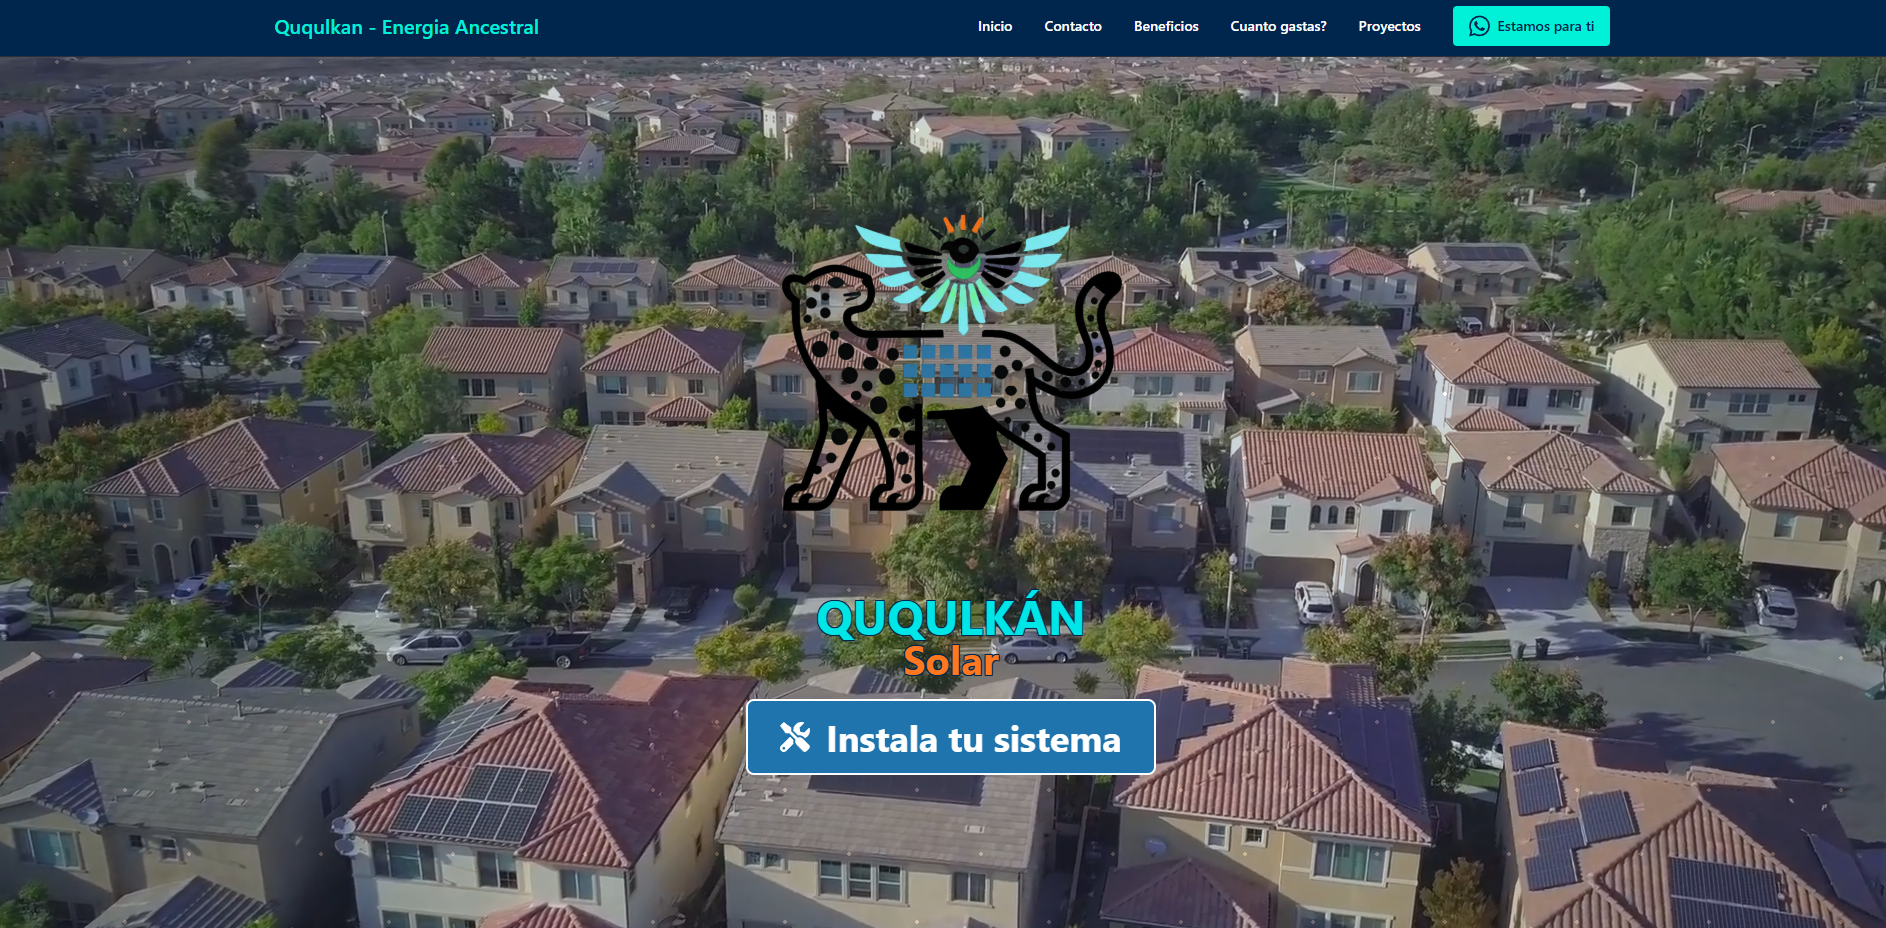 Ququlkan - Energia Ancestral
Inicio
Contacto
Beneficios
Cuanto gastas?
Proyectos
Estamos para ti
QUQULKÁN
Solar
Instala tu sistema